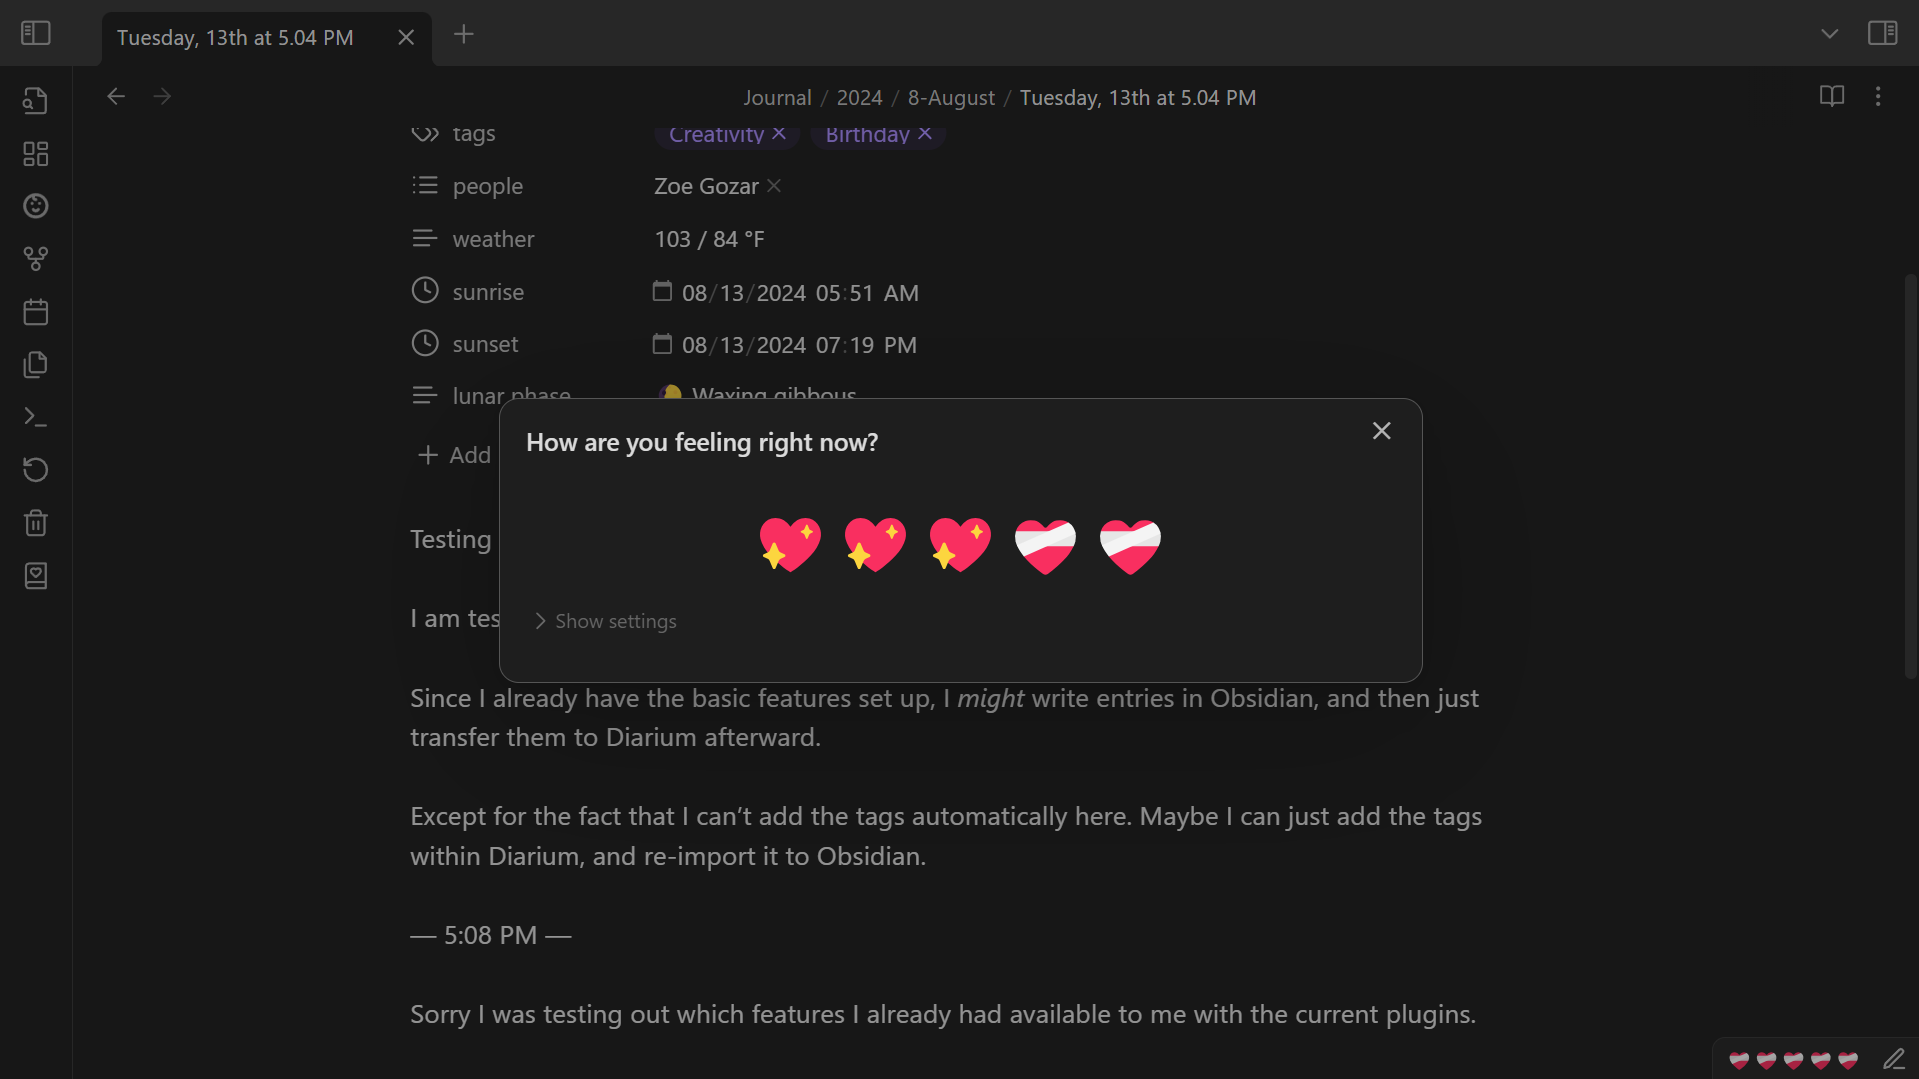 Tuesday, 13th at 5.04 PM
Journal / 2024 / 8-August / Tuesday, 13th at 5.04 PM
tags Creativity Birthday
people Zoe Gozar
weather 103 / 84 °F
sunrise 08/13/2024 05:51 AM
sunset 08/13/2024 07:19 PM
lunar phase Waxing gibbous
Add
How are you feeling right now?
Testing
Show settings
I am tes
Since I already have the basic features set up, I might write entries in Obsidian, and then just
transfer them to Diarium afterward.
Except for the fact that I can’t add the tags automatically here. Maybe I can just add the tags
within Diarium, and re-import it to Obsidian.
— 5:08 PM —
Sorry I was testing out which features I already had available to me with the current plugins.